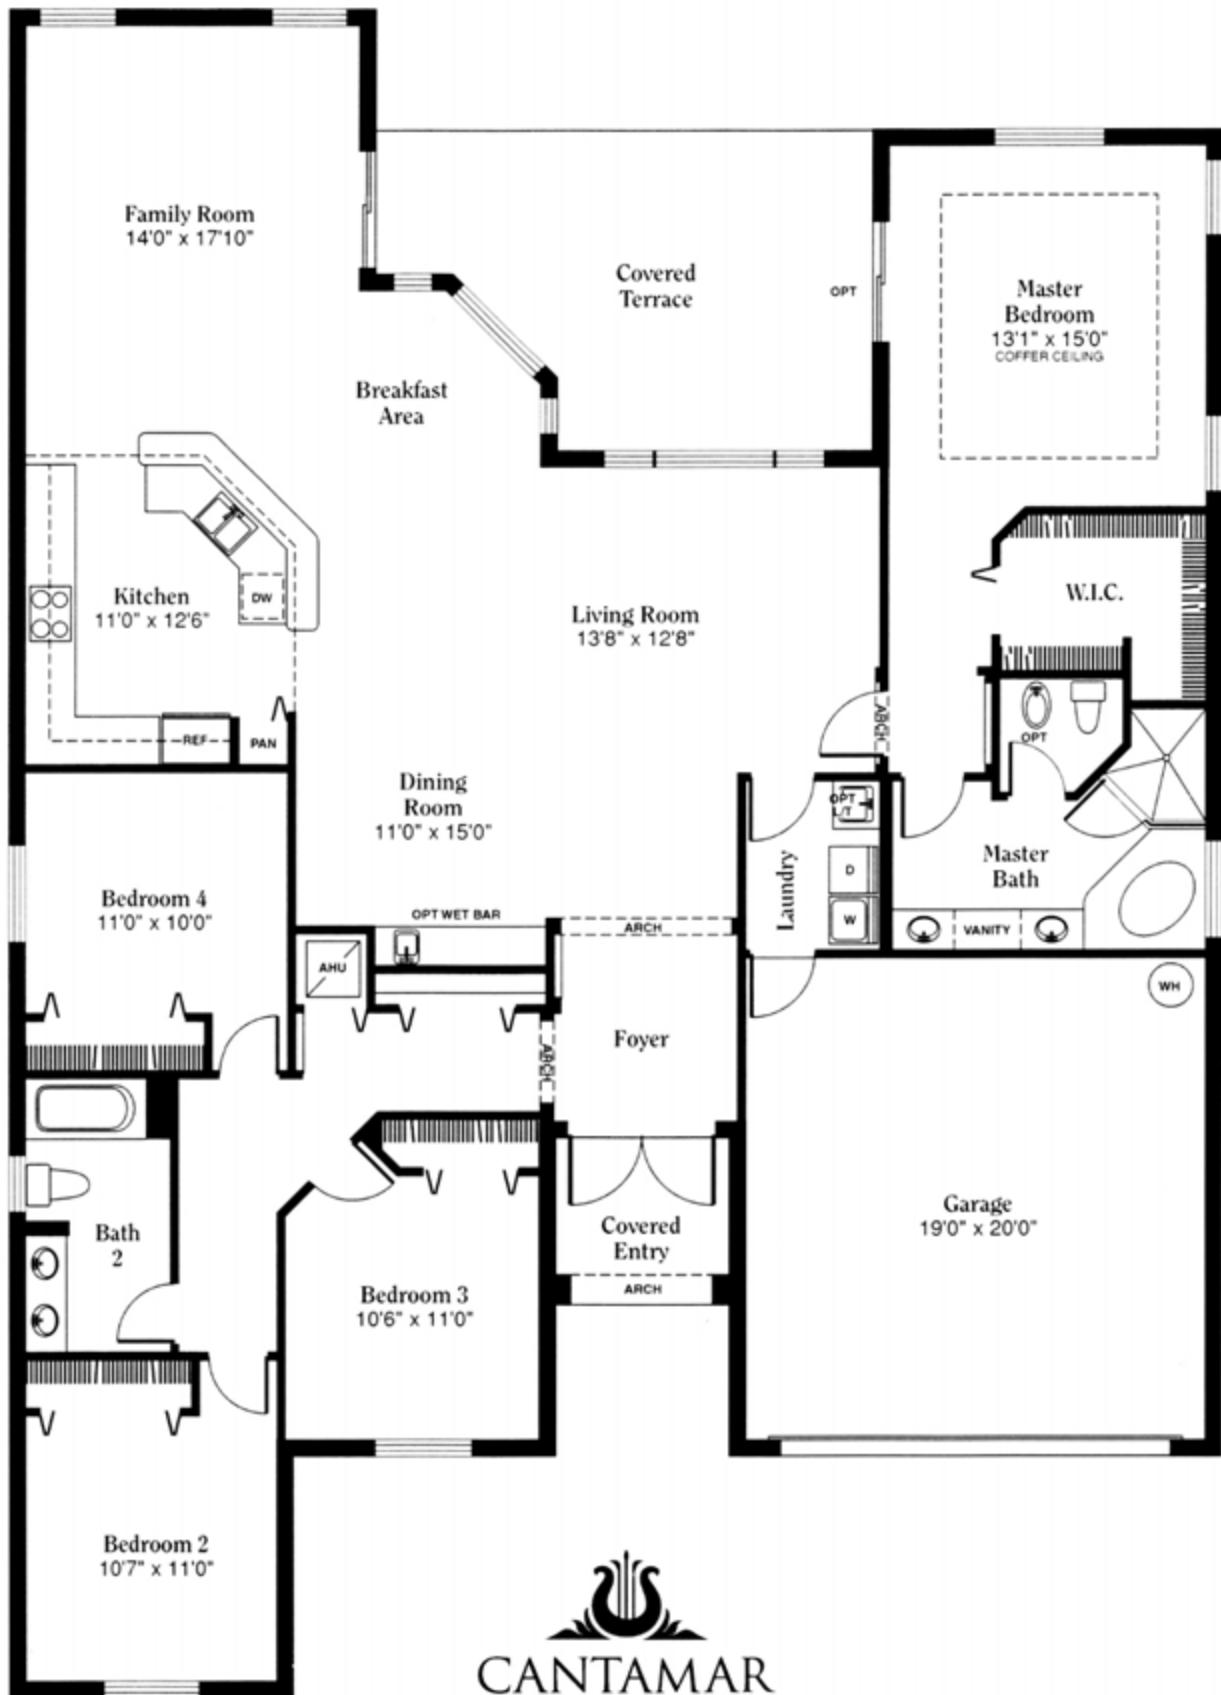 Family Room
14'0" x 17'10"
Covered
Terrace
OPT
Master
Bedroom
13'1" x 15'0"
COFFER CEILING
Breakfast
Area
Kitchen
11'0" x 12'6"
DW
Living Room
13'8" x 12'8"
W.I.C.
REF
PAN
ARCH
OPT
Dining
Room
11'0" x 15'0"
OPT
L/T
Laundry
D
W
Master
Bath
VANITY
Bedroom 4
11'0" x 10'0"
OPT WET BAR
ARCH
AHU
WH
Foyer
ARCH
Bath
2
Covered
Entry
ARCH
Garage
19'0" x 20'0"
Bedroom 3
10'6" x 11'0"
Bedroom 2
10'7" x 11'0"
CANTAMAR